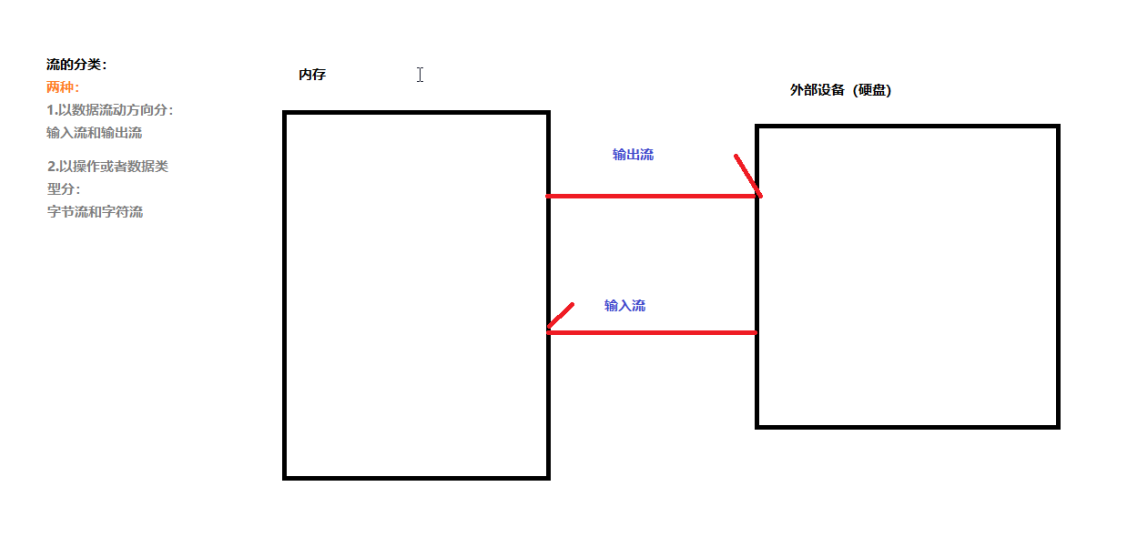 流的分类：
两种：
1.以数据流动方向分：
输入流和输出流
2.以操作或者数据类
型分：
字节流和字符流
内存
外部设备（硬盘）
输出流
输入流